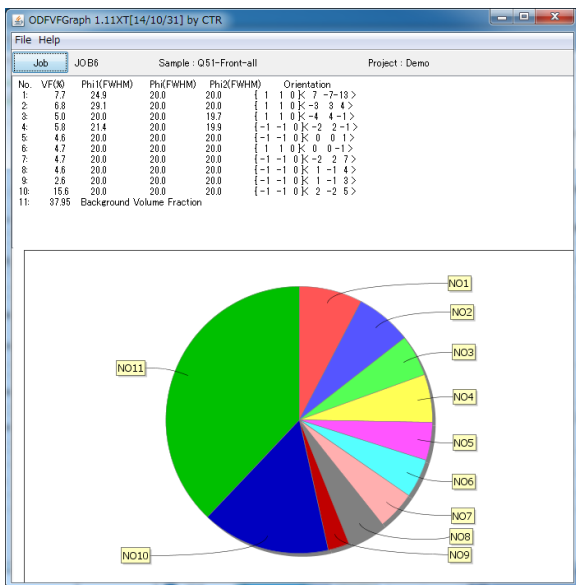 ODFVFGraph 1.11XT[14/10/31] by CTR
File Help
Job JOB6 Sample : Q51-Front-all Project : Demo
No. VF(%) Phi1(FWHM) Phi(FWHM) Phi2(FWHM) Orientation
1: 7.7 24.9 20.0 20.0 { 1 1 0}< 7 -7-13 >
2: 6.8 29.1 20.0 20.0 { 1 1 0}< -3 3 4 >
3: 5.0 20.0 20.0 19.7 { 1 1 0}< -4 4 -1 >
4: 5.8 21.4 20.0 19.9 { -1 -1 0}< -2 2 -1 >
5: 4.6 20.0 20.0 20.0 { -1 -1 0}< 0 0 1 >
6: 4.7 20.0 20.0 20.0 { 1 1 0}< 0 0 -1 >
7: 4.7 20.0 20.0 20.0 { -1 -1 0}< -2 2 7 >
8: 4.6 20.0 20.0 20.0 { -1 -1 0}< 1 -1 4 >
9: 2.6 20.0 20.0 20.0 { -1 -1 0}< 1 -1 3 >
10: 15.6 20.0 20.0 20.0 { -1 -1 0}< 2 -2 5 >
11: 37.95 Background Volume Fraction
NO1
NO2
NO3
NO11
NO4
NO5
NO6
NO7
NO8
NO9
NO10